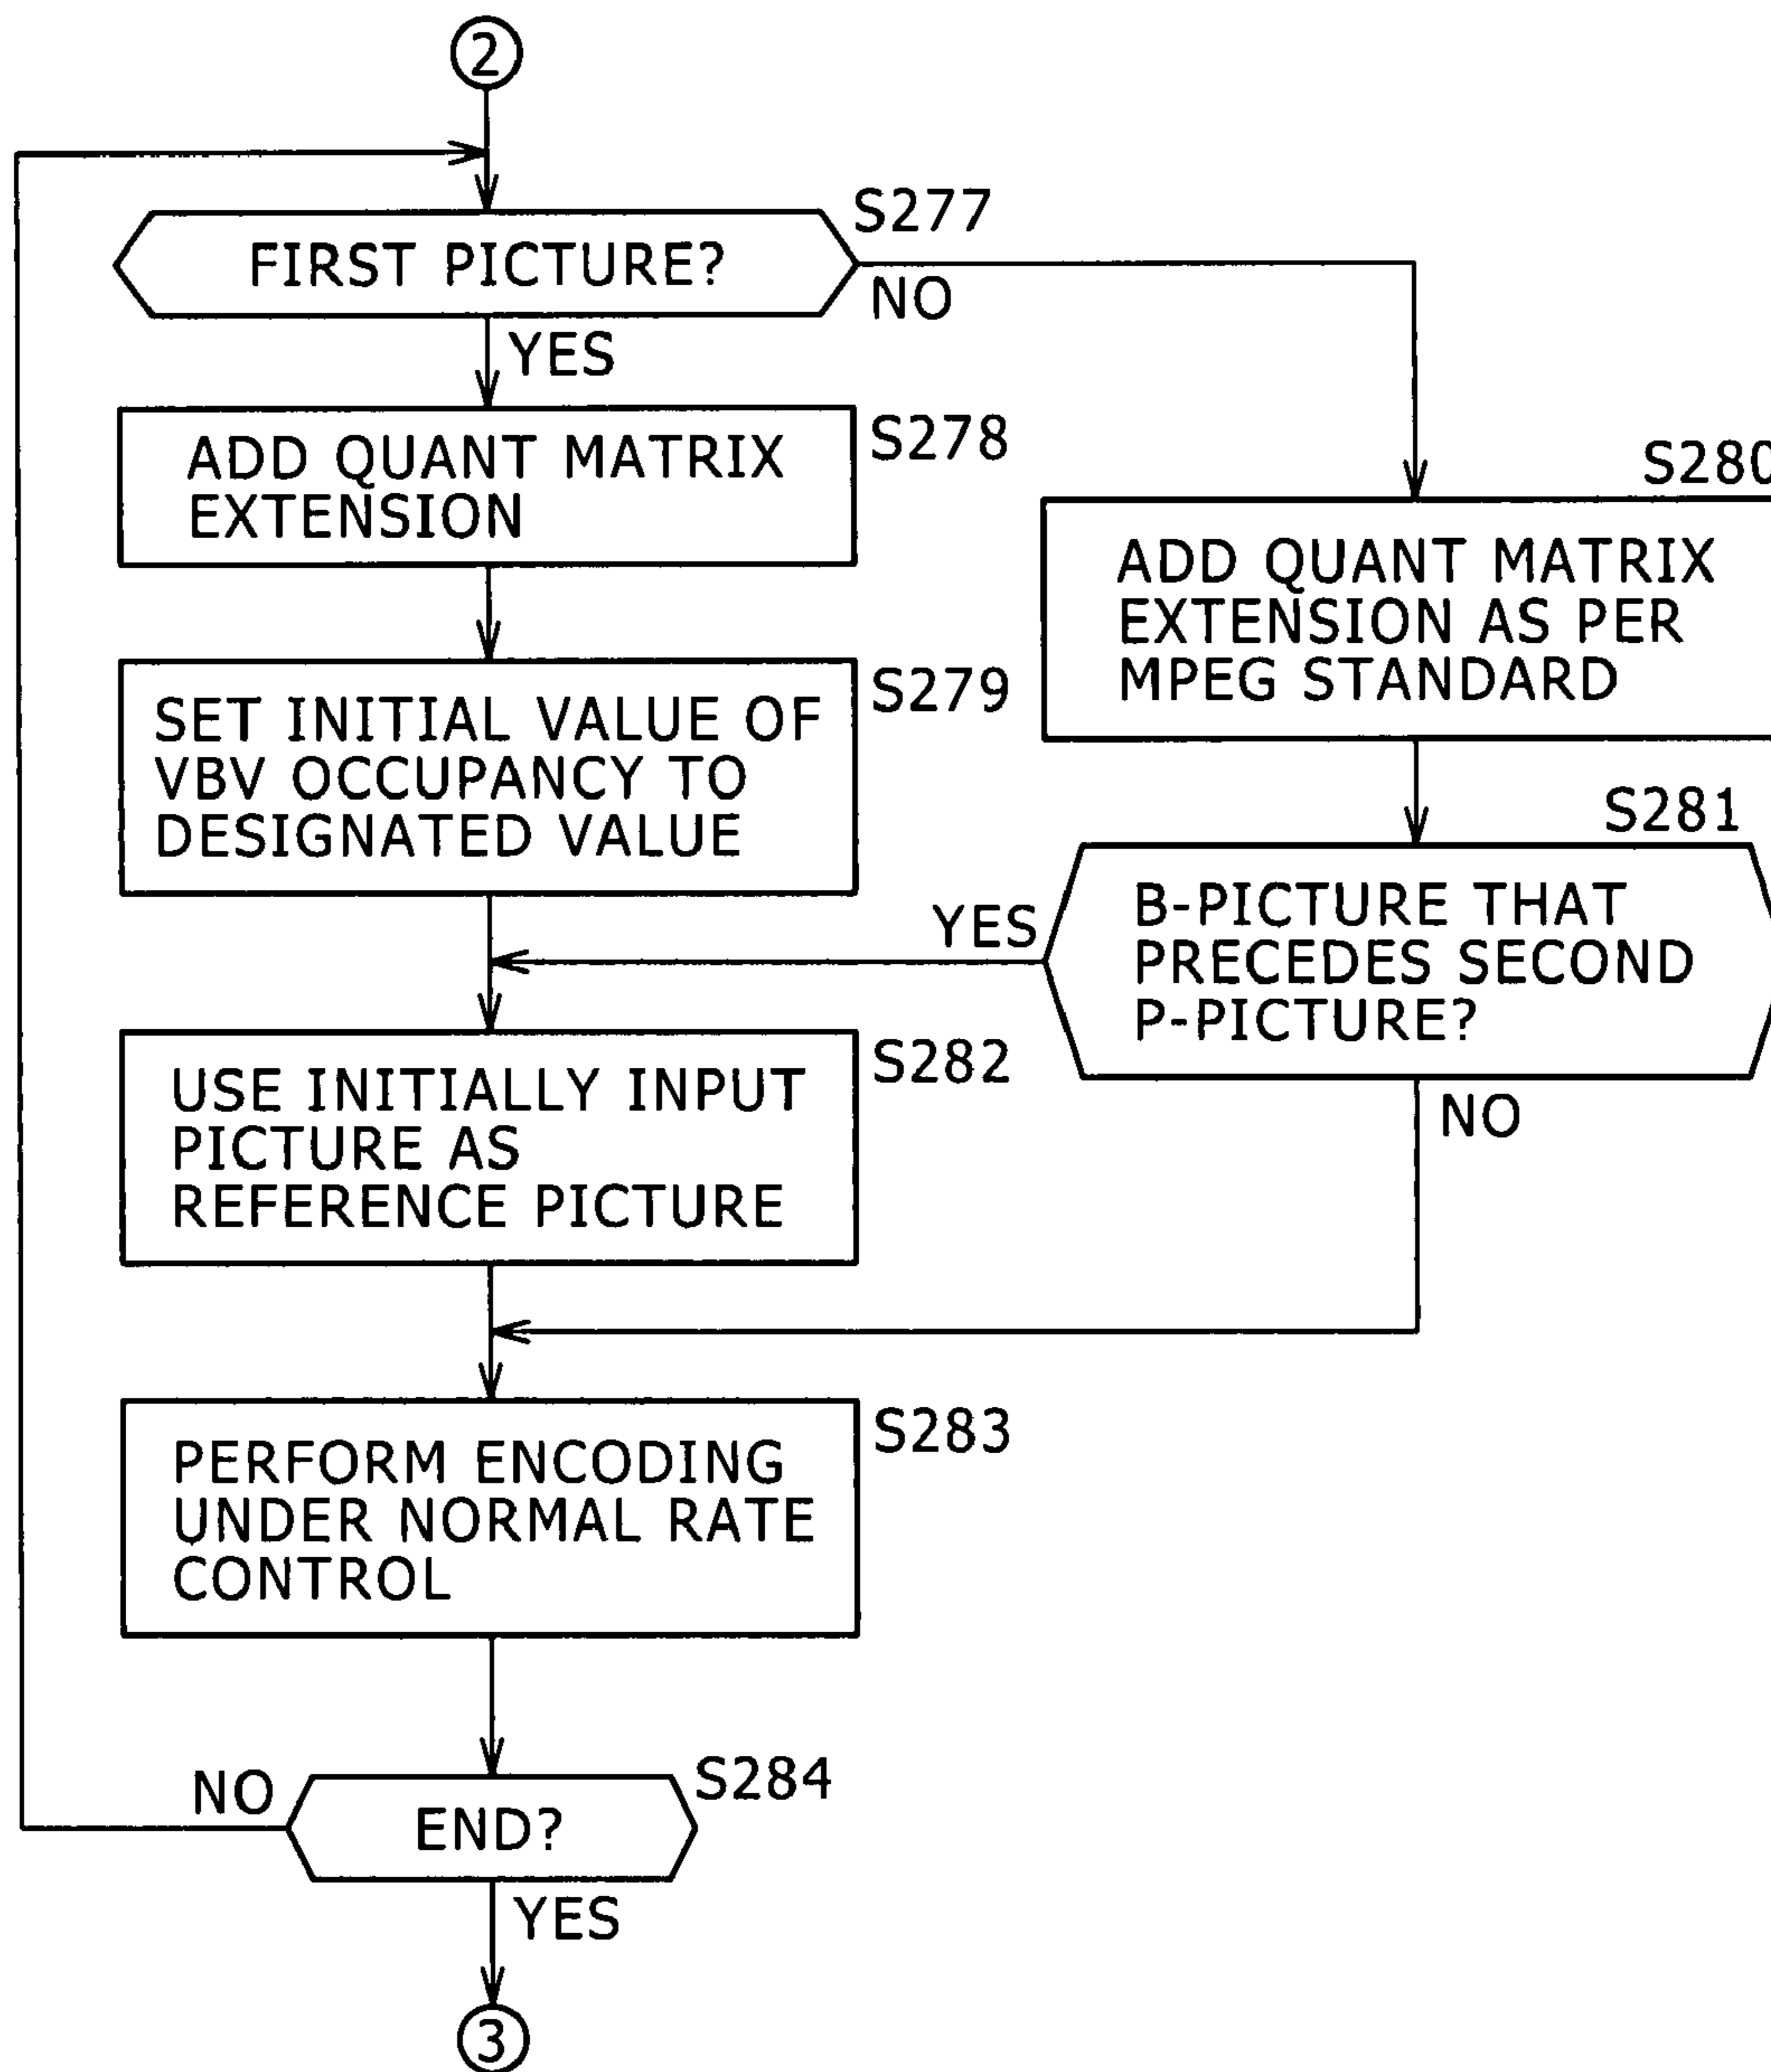 2
S277
FIRST PICTURE?
NO
YES
S278
ADD QUANT MATRIX
EXTENSION
S280
ADD QUANT MATRIX
EXTENSION AS PER
MPEG STANDARD
S279
SET INITIAL VALUE OF
VBV OCCUPANCY TO
DESIGNATED VALUE
S281
B-PICTURE THAT
PRECEDES SECOND
P-PICTURE?
YES
NO
S282
USE INITIALLY INPUT
PICTURE AS
REFERENCE PICTURE
S283
PERFORM ENCODING
UNDER NORMAL RATE
CONTROL
S284
END?
NO
YES
3